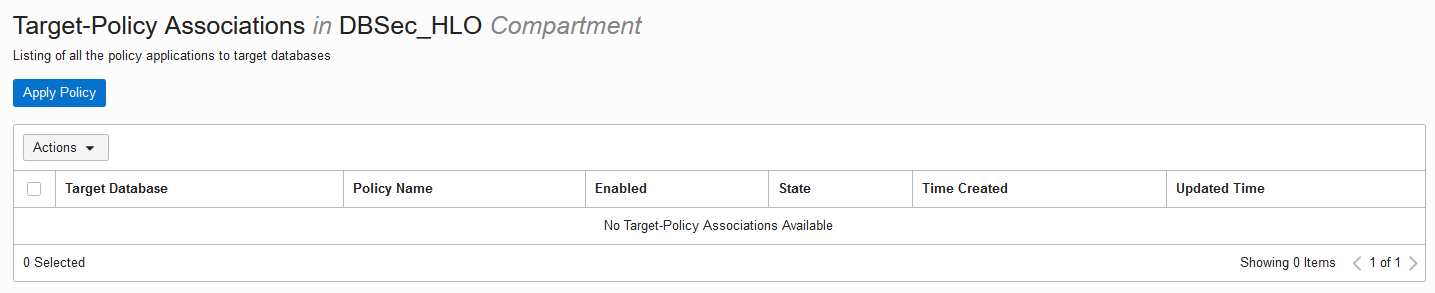 Target-Policy Associations in DBSec_HLO Compartment
Listing of all the policy applications to target databases
Apply Policy
Actions
Target Database Policy Name Enabled State Time Created Updated Time
No Target-Policy Associations Available
0 Selected Showing 0 Items 1 of 1